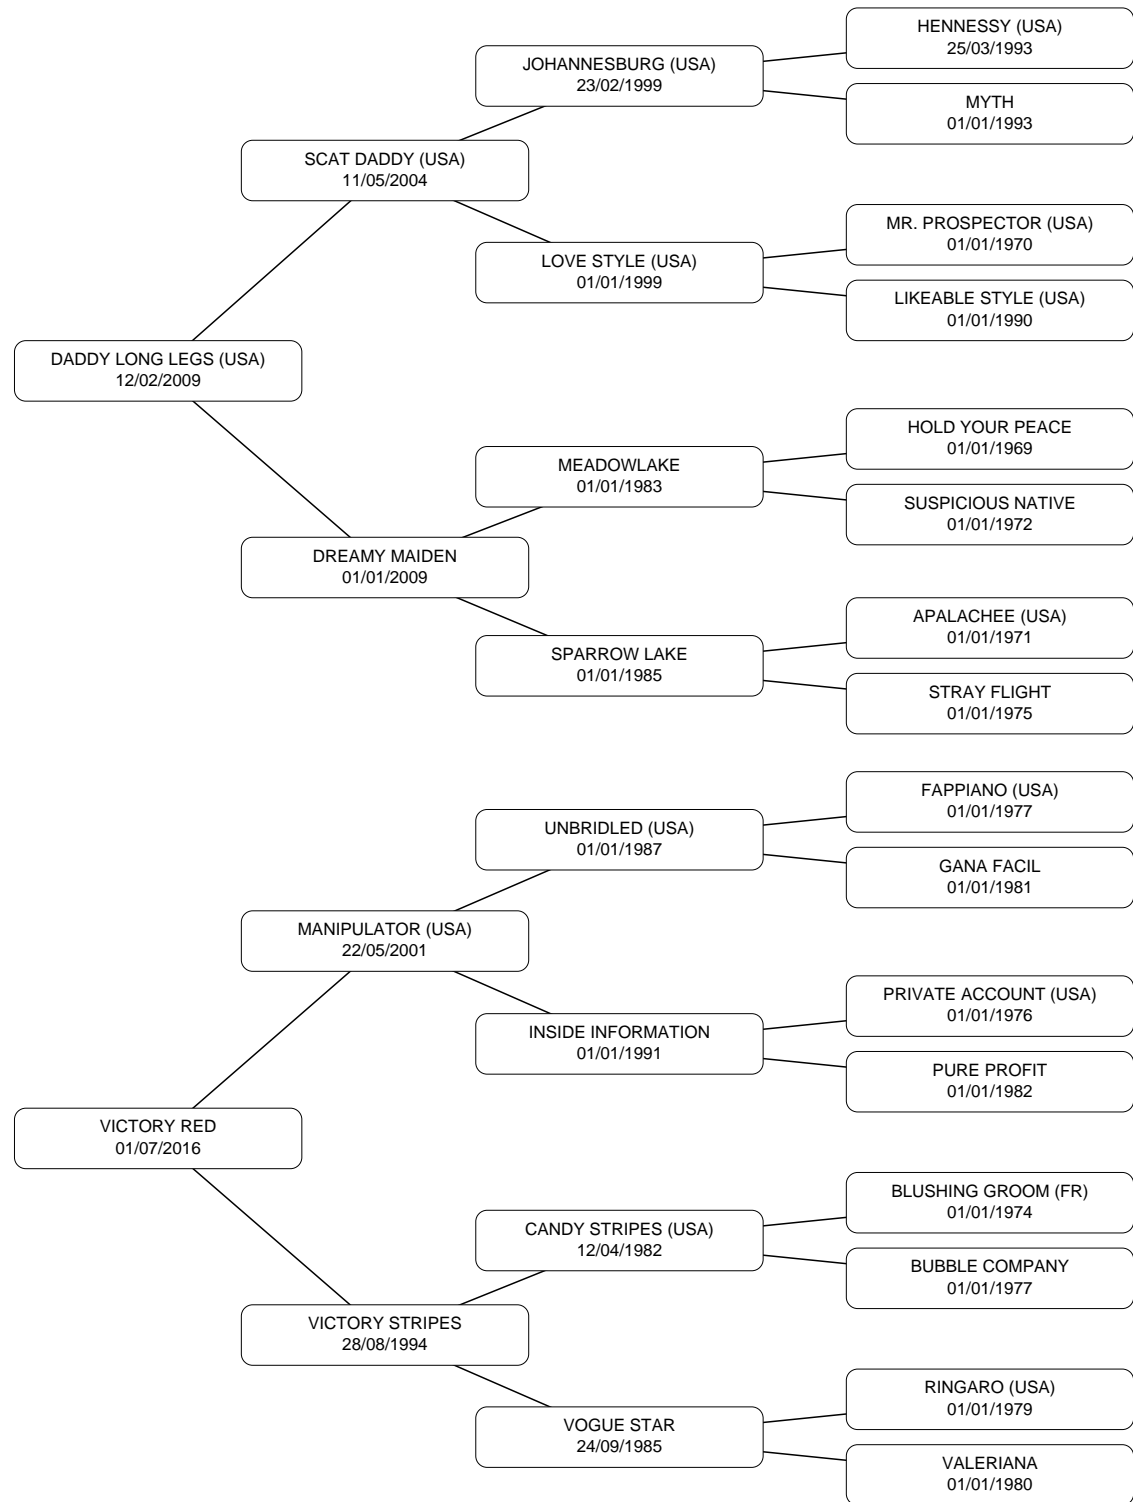 HENNESSY (USA)
25/03/1993
JOHANNESBURG (USA)
23/02/1999
MYTH
01/01/1993
SCAT DADDY (USA)
11/05/2004
MR. PROSPECTOR (USA)
01/01/1970
LOVE STYLE (USA)
01/01/1999
LIKEABLE STYLE (USA)
01/01/1990
DADDY LONG LEGS (USA)
12/02/2009
HOLD YOUR PEACE
01/01/1969
MEADOWLAKE
01/01/1983
SUSPICIOUS NATIVE
01/01/1972
DREAMY MAIDEN
01/01/2009
APALACHEE (USA)
01/01/1971
SPARROW LAKE
01/01/1985
STRAY FLIGHT
01/01/1975
FAPPIANO (USA)
01/01/1977
UNBRIDLED (USA)
01/01/1987
GANA FACIL
01/01/1981
MANIPULATOR (USA)
22/05/2001
PRIVATE ACCOUNT (USA)
01/01/1976
INSIDE INFORMATION
01/01/1991
PURE PROFIT
01/01/1982
VICTORY RED
01/07/2016
BLUSHING GROOM (FR)
01/01/1974
CANDY STRIPES (USA)
12/04/1982
BUBBLE COMPANY
01/01/1977
VICTORY STRIPES
28/08/1994
RINGARO (USA)
01/01/1979
VOGUE STAR
24/09/1985
VALERIANA
01/01/1980